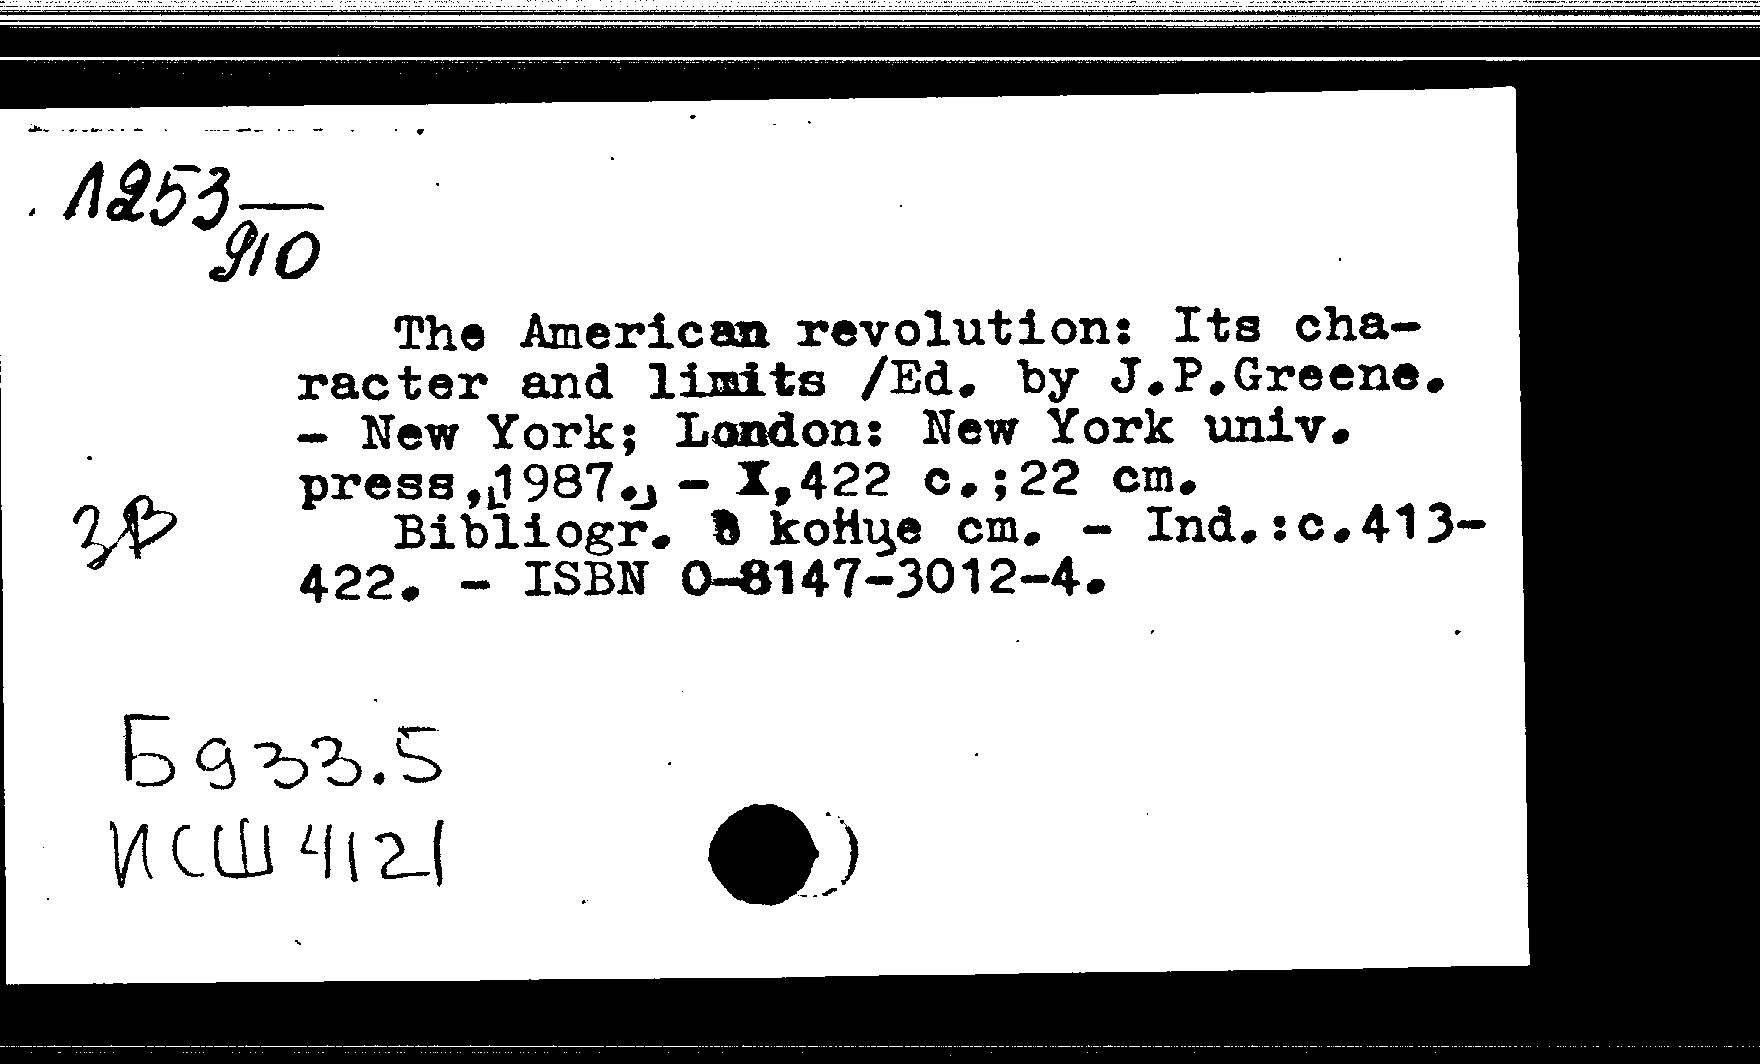 1253
910
The American revolution: Its cha-
racter and limits /Ed. by J.P.Greene.
- New York; London: New York univ.
press,[1987.] - X,422 c.;22 cm.
ЗВ
Bibliogr. в конце cm. - Ind.:c.413-
422. - ISBN 0-8147-3012-4.
Б933.5
ИСШ4121